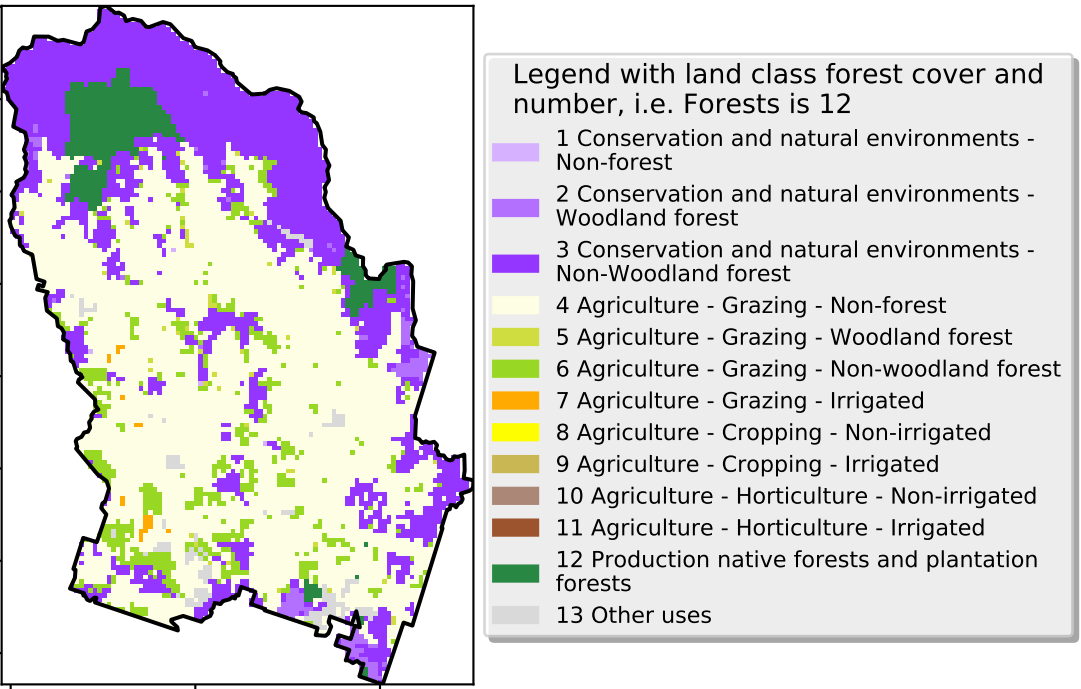 Legend with land class forest cover and
number, i.e. Forests is 12
1 Conservation and natural environments -
Non-forest
2 Conservation and natural environments -
Woodland forest
3 Conservation and natural environments -
Non-Woodland forest
4 Agriculture - Grazing - Non-forest
5 Agriculture - Grazing - Woodland forest
6 Agriculture - Grazing - Non-woodland forest
7 Agriculture - Grazing - Irrigated
8 Agriculture - Cropping - Non-irrigated
9 Agriculture - Cropping - Irrigated
10 Agriculture - Horticulture - Non-irrigated
11 Agriculture - Horticulture - Irrigated
12 Production native forests and plantation
forests
13 Other uses